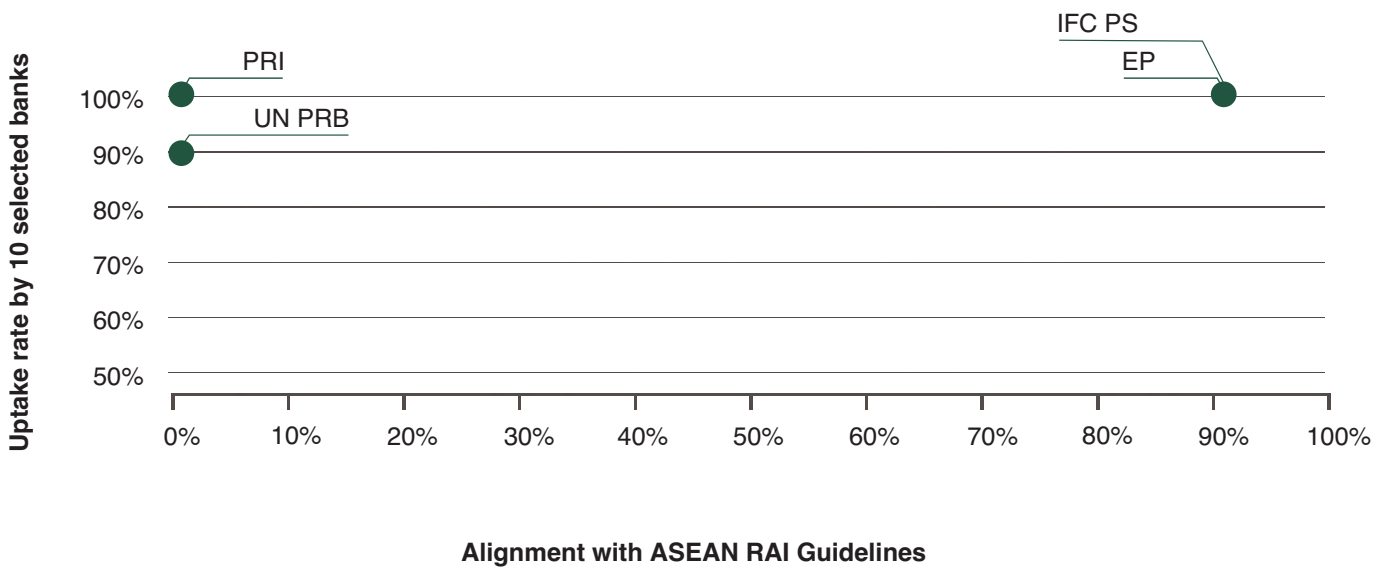 Uptake rate by 10 selected banks
IFC PS
PRI
EP
100%
UN PRB
90%
80%
70%
60%
50%
0% 10% 20% 30% 40% 50% 60% 70% 80% 90% 100%
Alignment with ASEAN RAI Guidelines